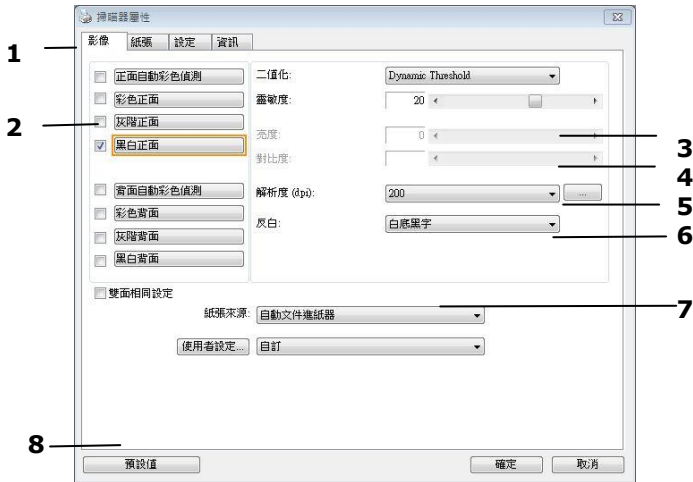 掃瞄器屬性
1
影像 紙張 設定 資訊
正面自動彩色偵測
彩色正面
2
灰階正面
黑白正面
背面自動彩色偵測
彩色背面
灰階背面
黑白背面
二值化: Dynamic Threshold
靈敏度: 20
亮度: 0
3
對比度:
4
解析度 (dpi): 200 ...
5
反白: 白底黑字
6
雙面相同設定
紙張來源: 自動文件進紙器
7
使用者設定... 自訂
8
預設值 確定 取消